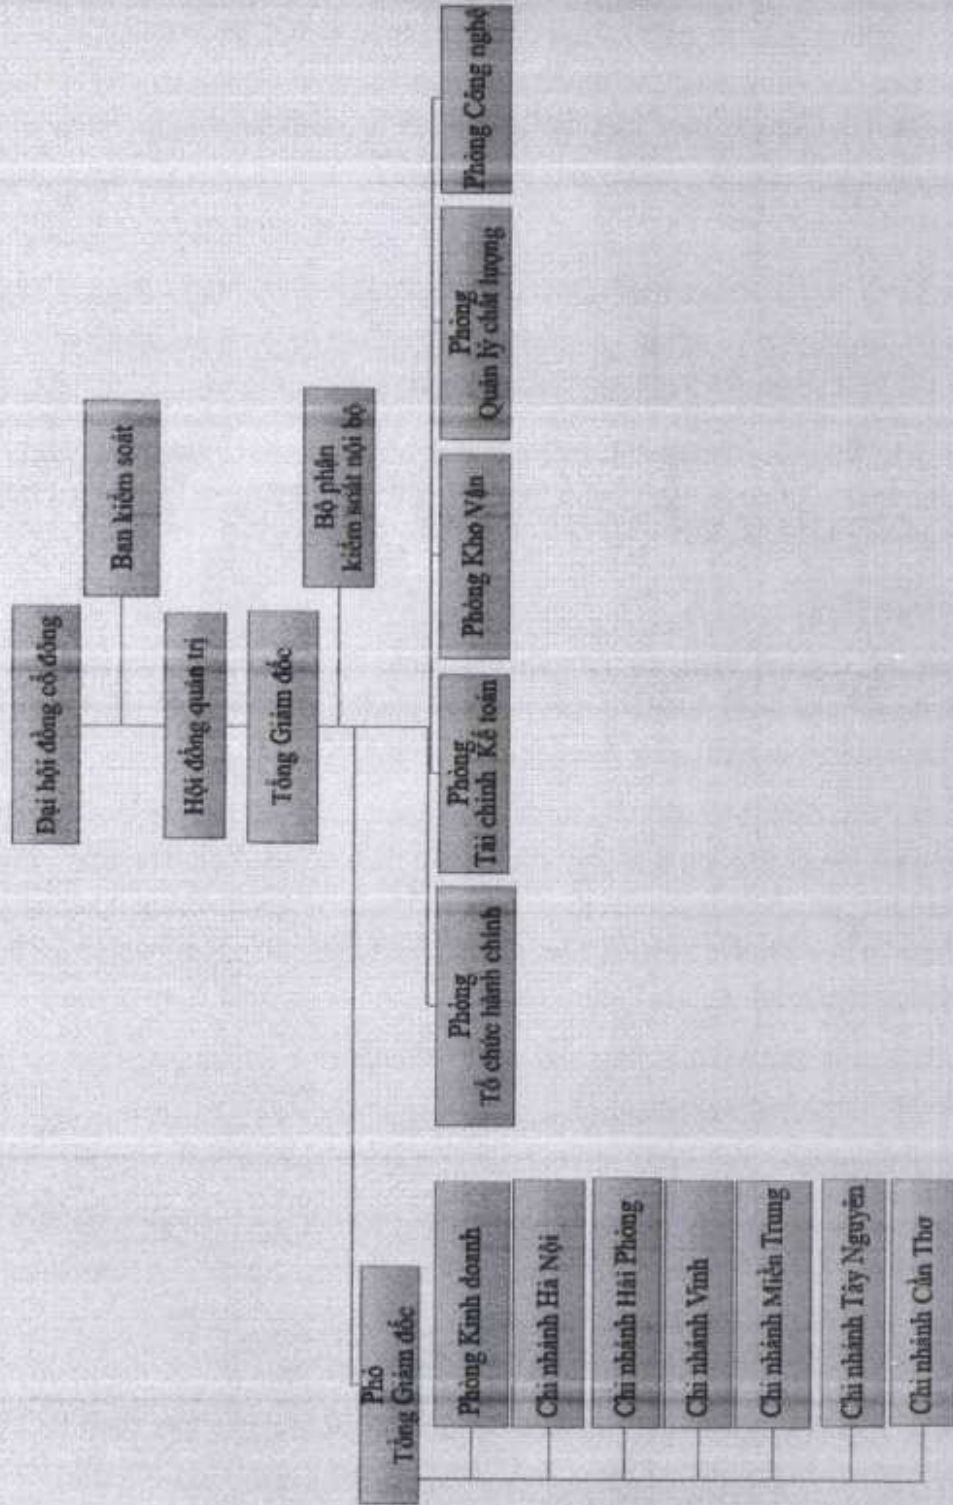 Đại hội đồng cổ đông
Ban kiểm soát
Hội đồng quản trị
Tổng Giám đốc
Bộ phận
kiểm soát nội bộ
Phó
Tổng Giám đốc
Phòng Kinh doanh
Chi nhánh Hà Nội
Chi nhánh Hải Phòng
Chi nhánh Vinh
Chi nhánh Miền Trung
Chi nhánh Tây Nguyên
Chi nhánh Cần Thơ
Phòng
Tổ chức hành chính
Phòng
Tài chính Kế toán
Phòng Kho Vận
Phòng
Quản lý chất lượng
Phòng Công nghệ